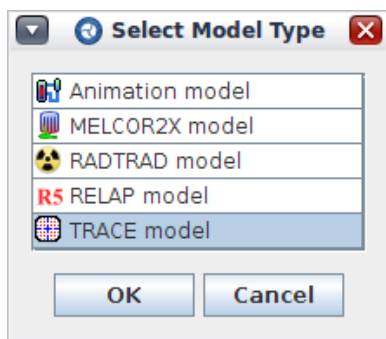 Select Model Type
Animation model
MELCOR2X model
RADTRAD model
R5 RELAP model
TRACE model
OK Cancel